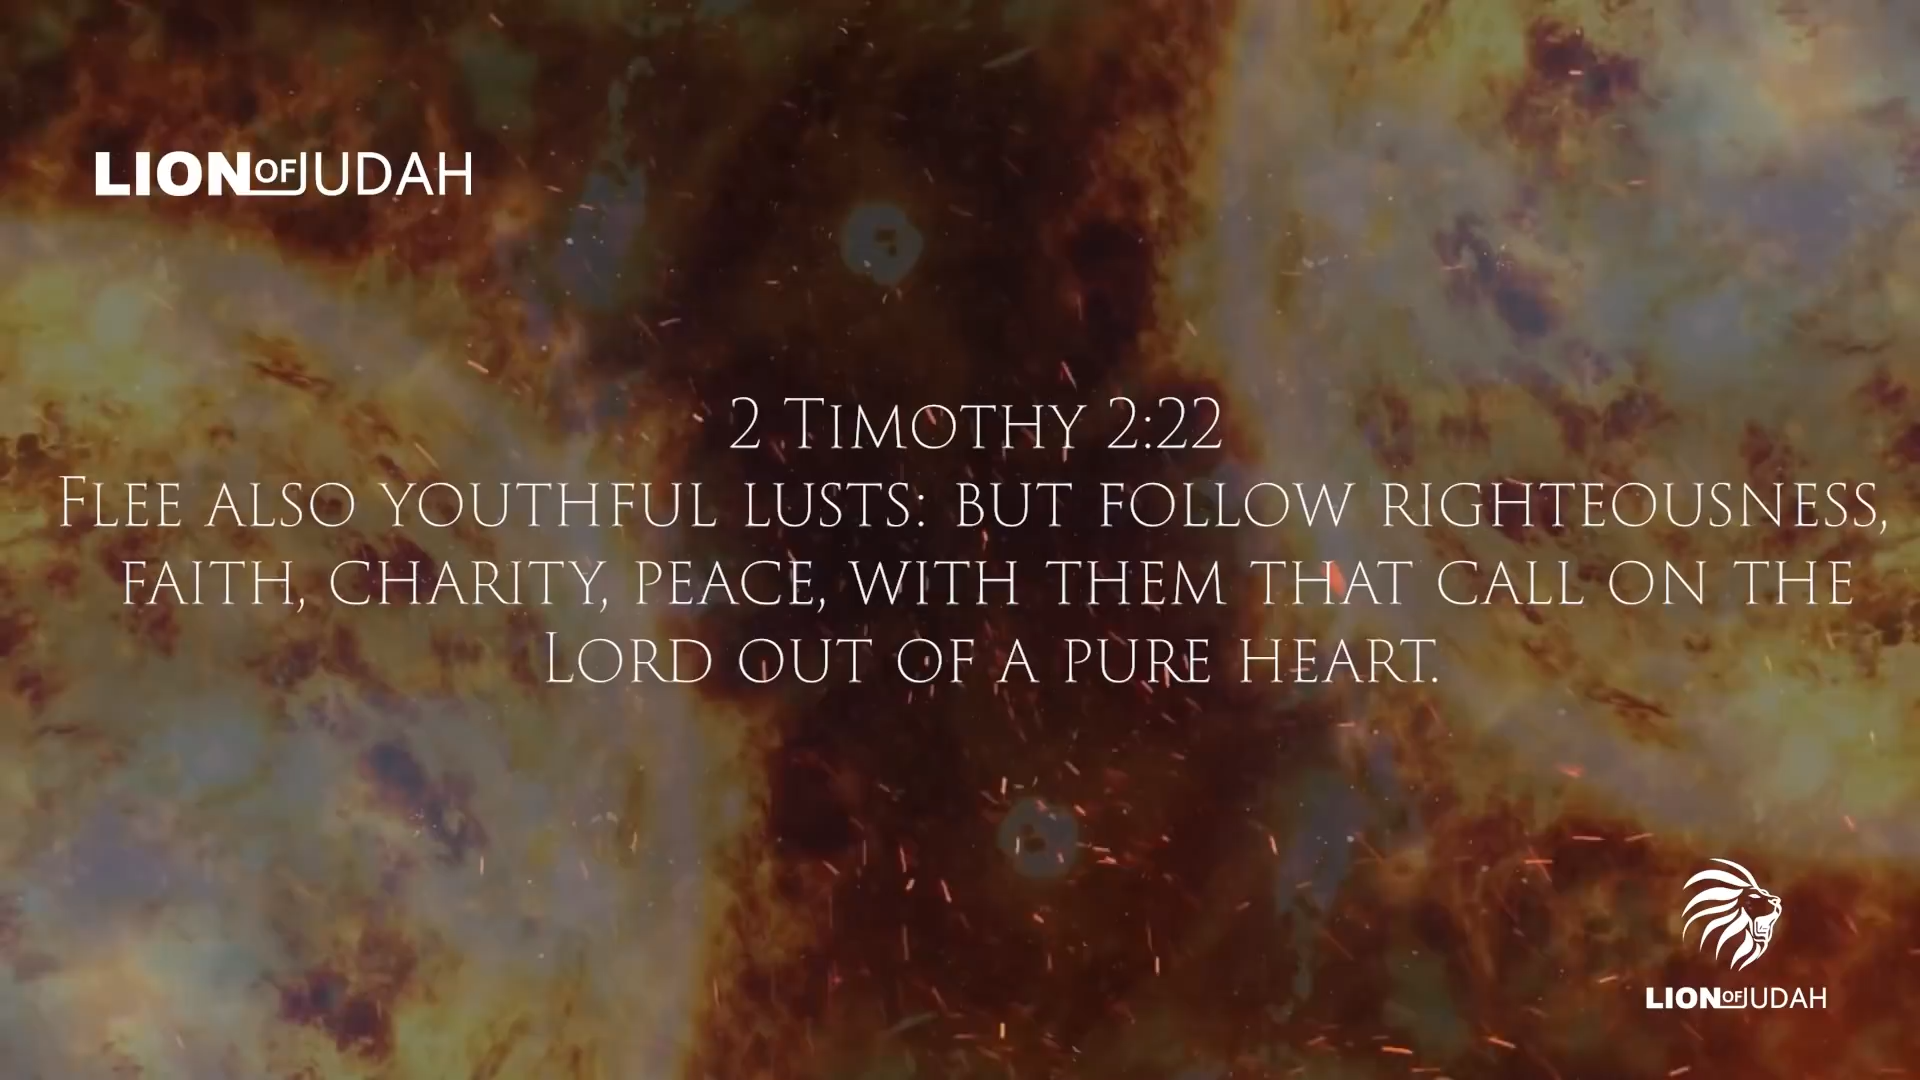 LION OF JUDAH
2 Timothy 2:22
Flee also youthful lusts: but follow righteousness,
faith, charity, peace, with them that call on the
Lord out of a pure heart.
LION OF JUDAH